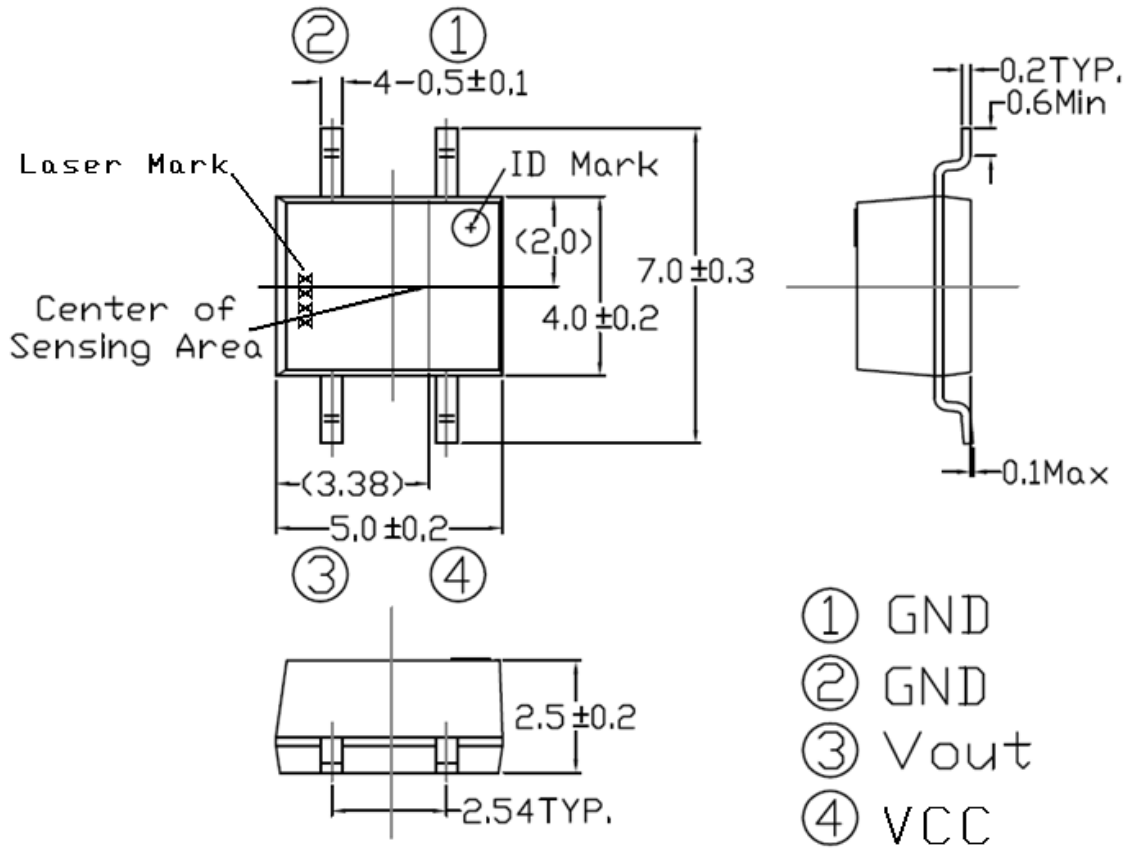 ② ①
4-0.5±0.1
0.2TYP.
0.6Min
Laser Mark
ID Mark
(2.0)
7.0±0.3
Center of
Sensing Area
4.0±0.2
(3.38)
0.1Max
5.0±0.2
③ ④
① GND
② GND
2.5±0.2
③ Vout
2.54TYP.
④ VCC